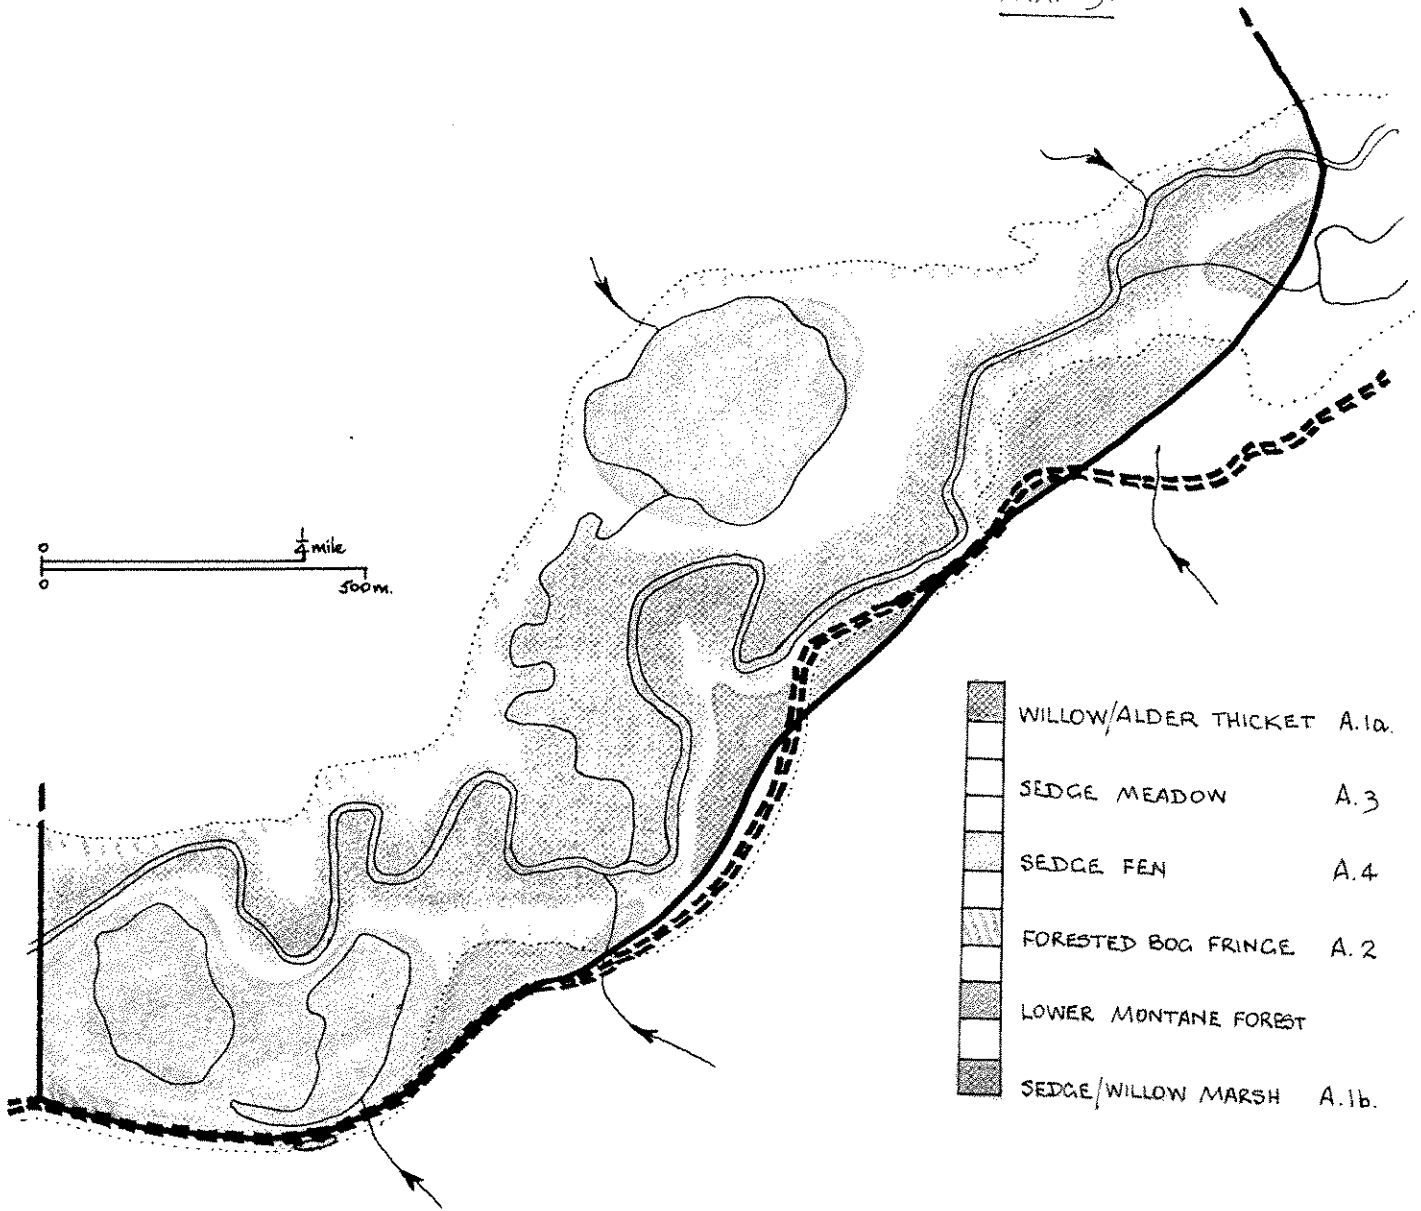 0 1/4 mile
0 500m.
WILLOW/ALDER THICKET A.1a.
SEDGE MEADOW A.3
SEDGE FEN A.4
FORESTED BOG FRINGE A.2
LOWER MONTANE FOREST
SEDGE/WILLOW MARSH A.1b.